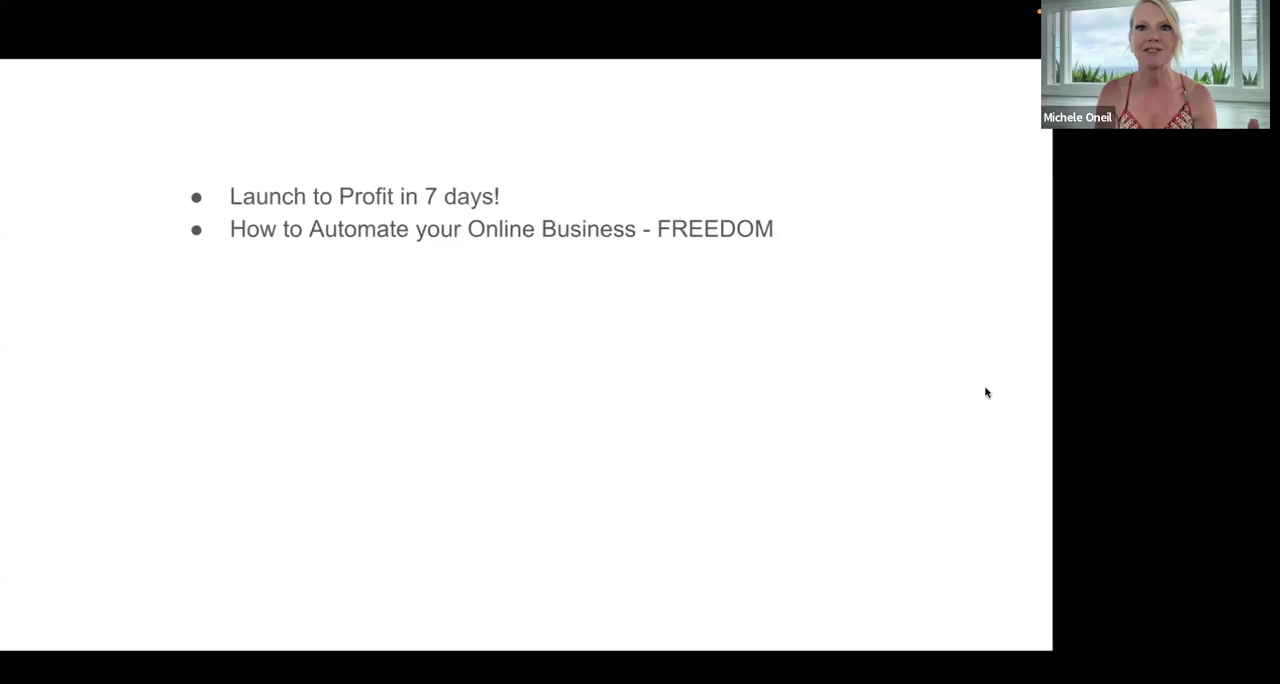 Michele Oneil
● Launch to Profit in 7 days!
● How to Automate your Online Business - FREEDOM